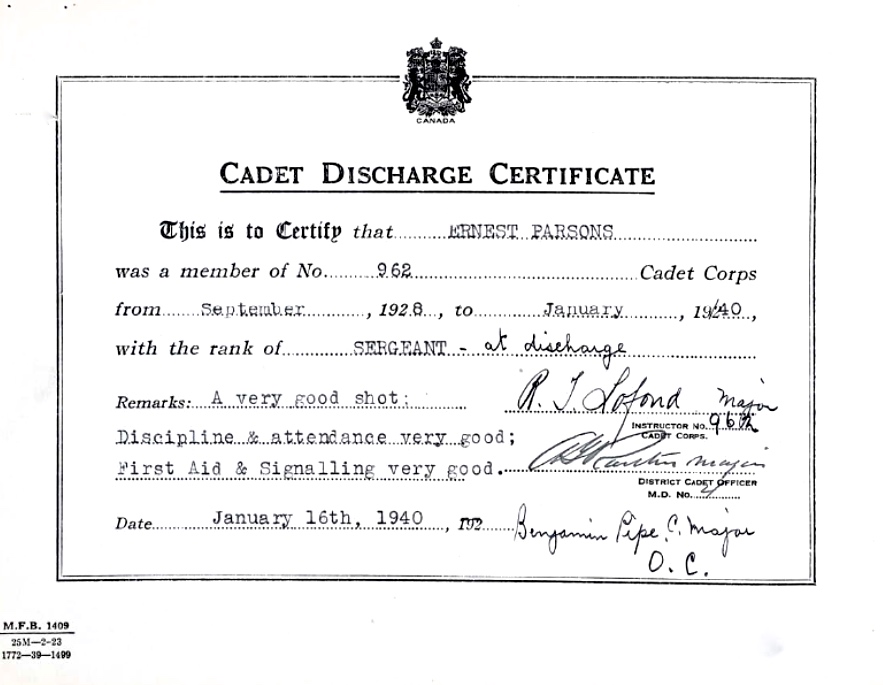 CANADA
CADET DISCHARGE CERTIFICATE
This is to Certify that ERNEST PARSONS
was a member of No. 962 Cadet Corps
from September, 1928, to January, 1940,
with the rank of SERGEANT - at discharge
Remarks: A very good shot; Major
INSTRUCTOR NO. 962
CADET CORPS.
Discipline & attendance very good;
First Aid & Signalling very good. Major
DISTRICT CADET OFFICER
M.D. No.
Date January 16th, 1940, 192 Benjamin Pipe, C. Major
O.C.
M.F.B. 1409
25M—2-23
1772—39—1499